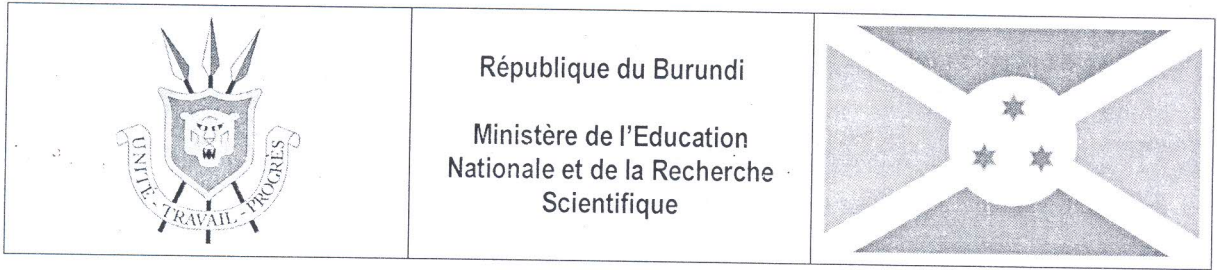 UNITE - TRAVAIL - PROGRES
République du Burundi
Ministère de l'Education
Nationale et de la Recherche
Scientifique